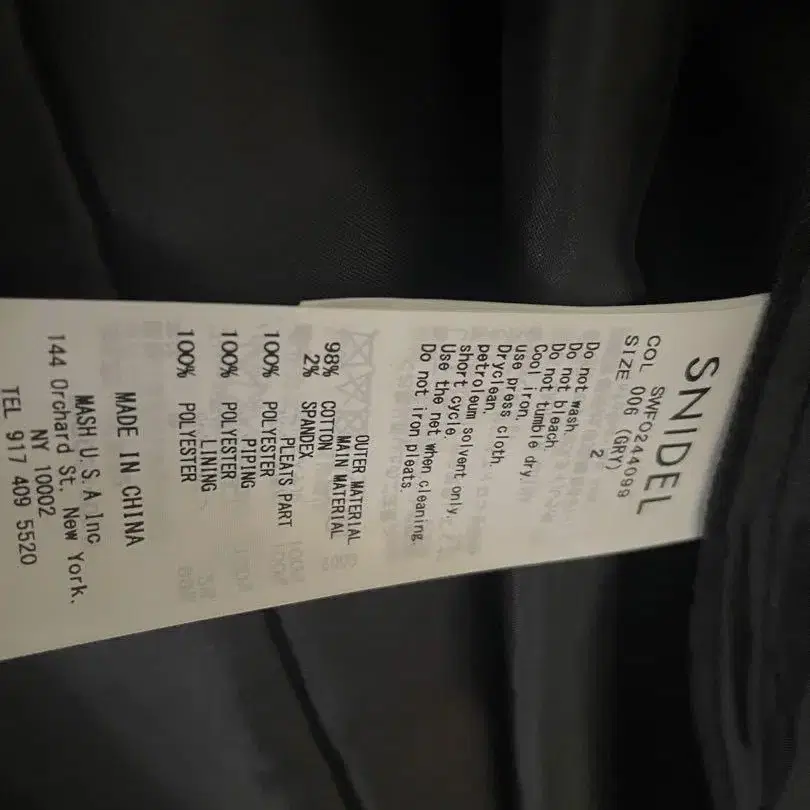 SNIDEL
SWFO244099
COL 006 (GRY)
SIZE 2
Do not wash.
Do not bleach.
Do not tumble dry.
Cool iron.
use press cloth.
Dryclean.
petroleum solvent only.
short cycle.
Use the net when cleaning.
Do not iron pleats.
OUTER MATERIAL
MAIN MATERIAL
98% COTTON
2% SPANDEX
PLEATS PART
100% POLYESTER
PIPING
100% POLYESTER
LINING
100% POLYESTER
MADE IN CHINA
MASH U.S.A Inc
144 Orchard St. New York.
NY 10002
TEL 917 409 5520